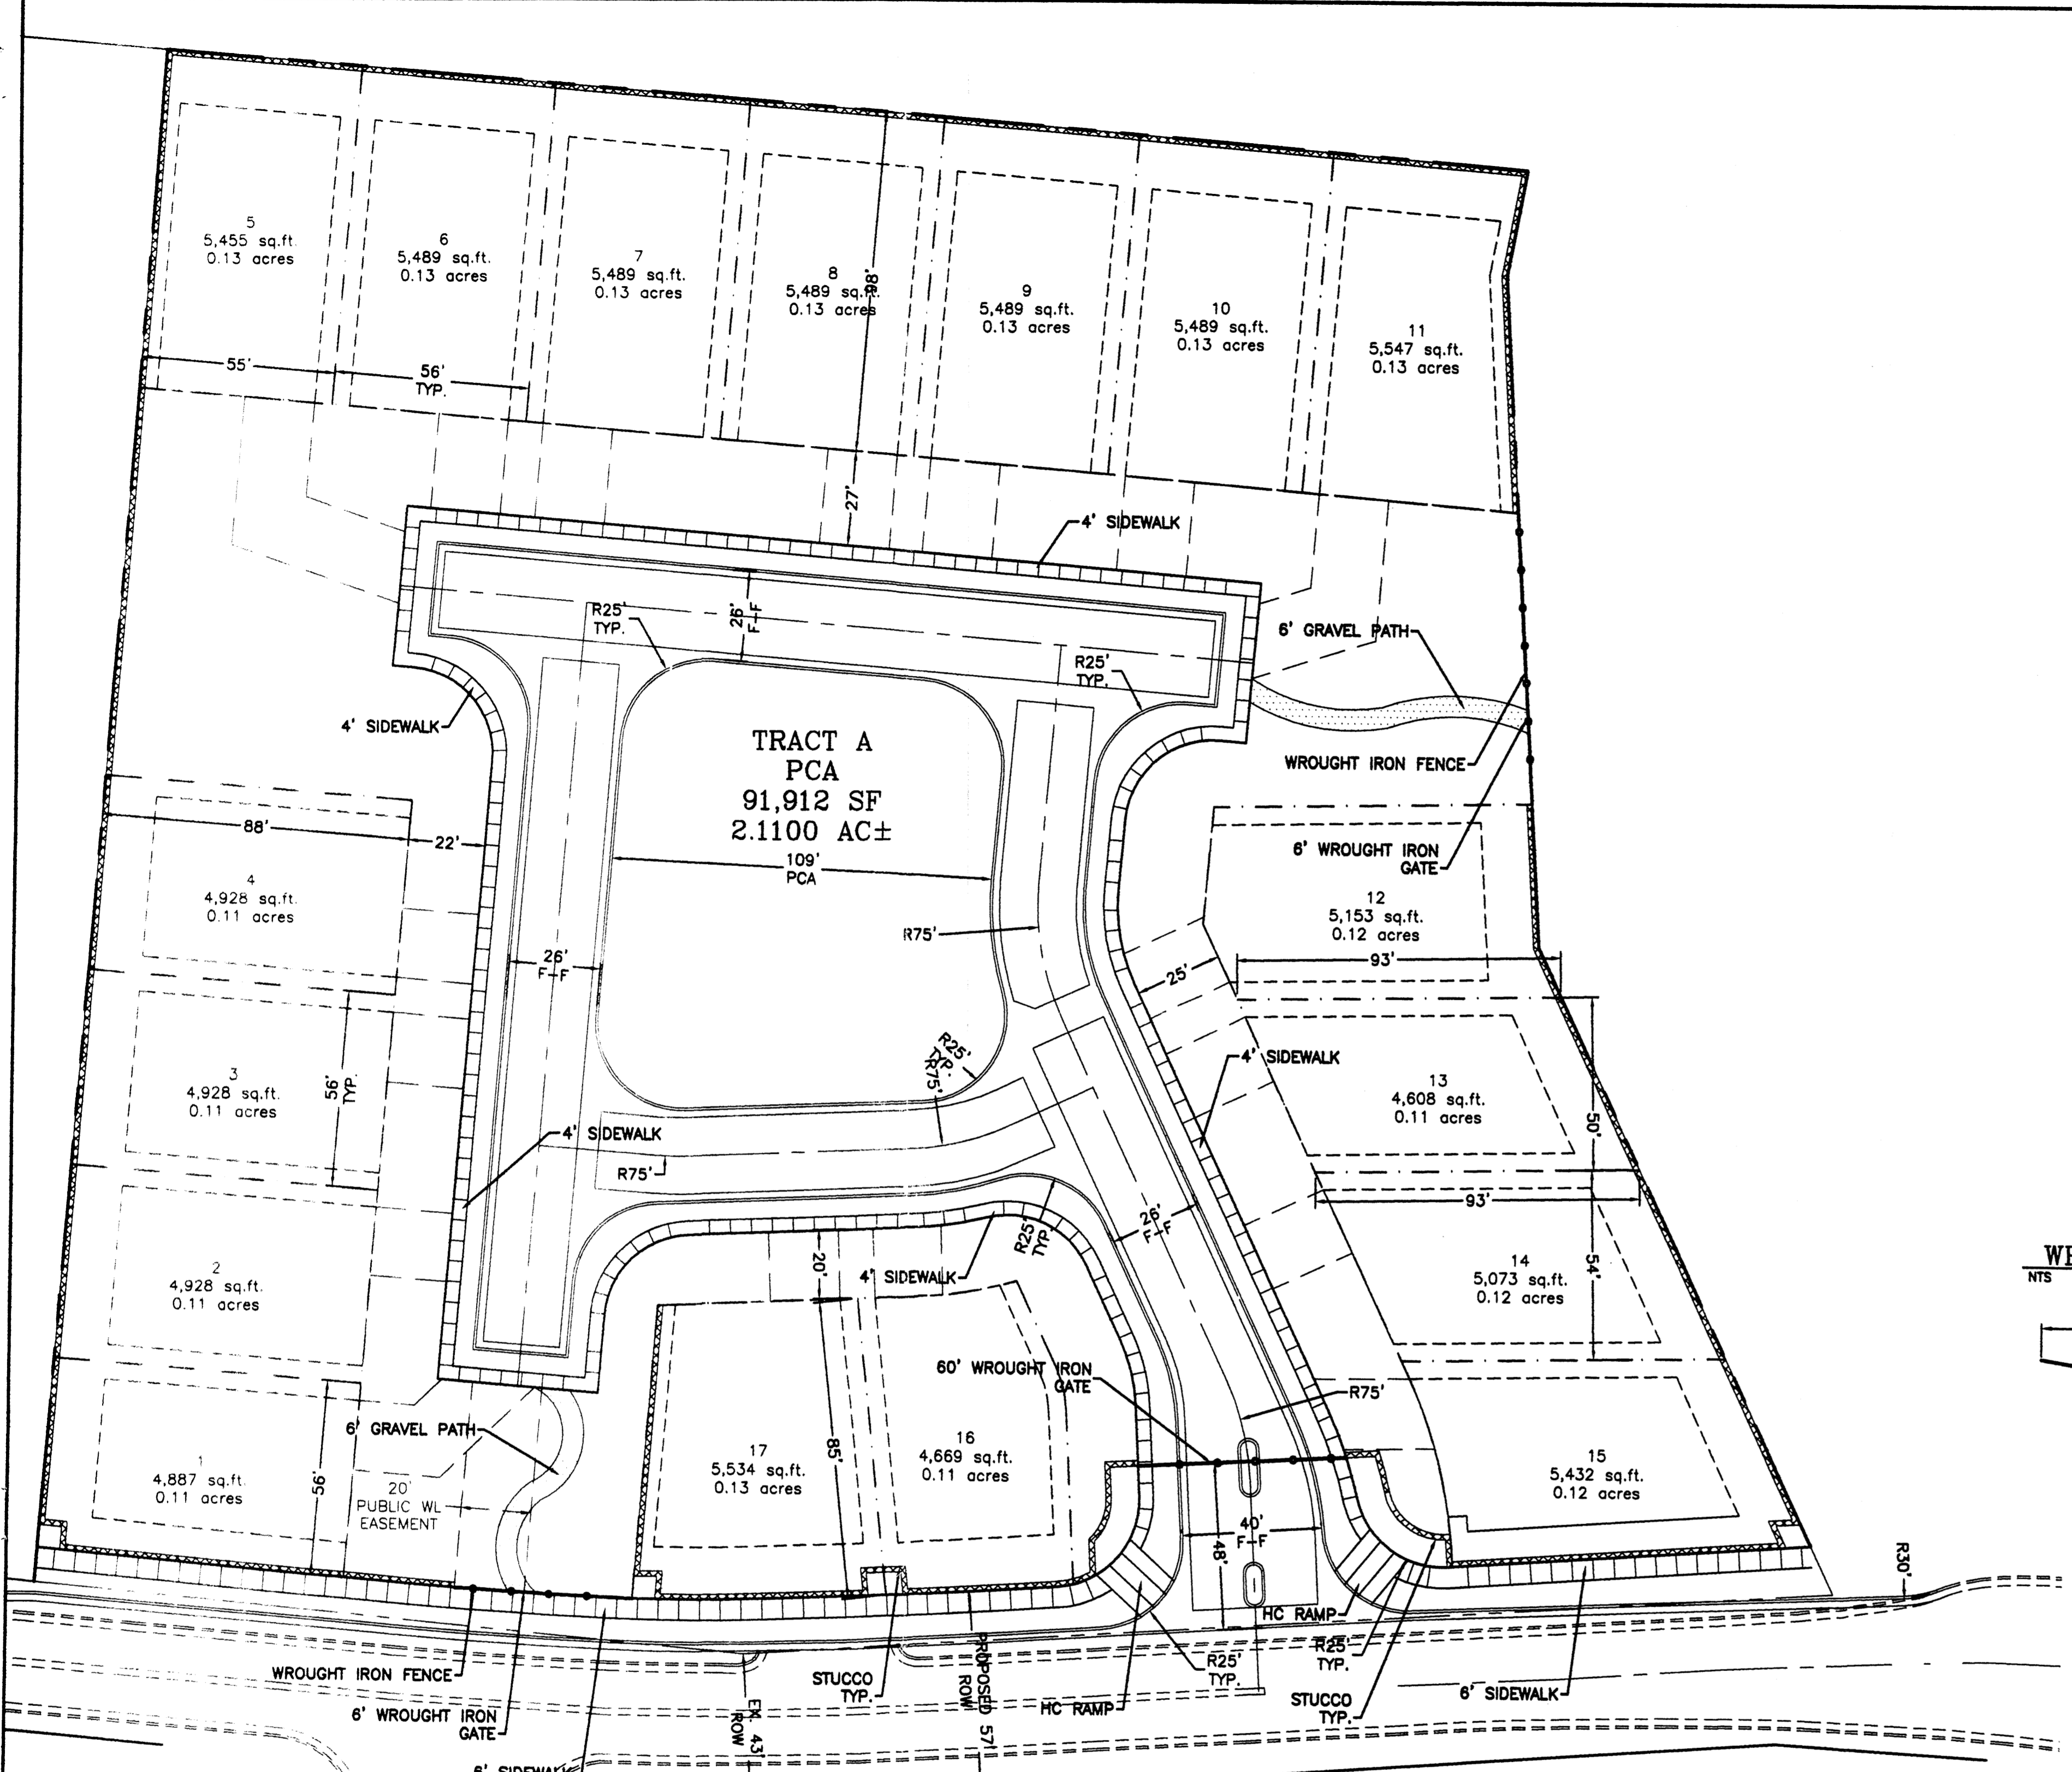 5
5,455 sq.ft.
0.13 acres
6
5,489 sq.ft.
0.13 acres
7
5,489 sq.ft.
0.13 acres
8
5,489 sq.ft.
0.13 acres
98'
9
5,489 sq.ft.
0.13 acres
10
5,489 sq.ft.
0.13 acres
11
5,547 sq.ft.
0.13 acres
55'
56'
TYP.
27'
4' SIDEWALK
R25'
TYP.
26'
F-F
R25'
TYP.
6' GRAVEL PATH
4' SIDEWALK
TRACT A
PCA
91,912 SF
2.1100 AC±
109'
PCA
WROUGHT IRON FENCE
6' WROUGHT IRON
GATE
88'
22'
4
4,928 sq.ft.
0.11 acres
12
5,153 sq.ft.
0.12 acres
R75'
26'
F-F
25'
93'
3
4,928 sq.ft.
0.11 acres
56'
TYP.
R25'
TYP.
R75'
4' SIDEWALK
13
4,608 sq.ft.
0.11 acres
50'
4' SIDEWALK
R75'
93'
26'
F-F
R25'
TYP.
2
4,928 sq.ft.
0.11 acres
20'
4' SIDEWALK
14
5,073 sq.ft.
0.12 acres
54'
WE
NTS
60' WROUGHT IRON
GATE
R75'
6' GRAVEL PATH
1
4,887 sq.ft.
0.11 acres
56'
20'
PUBLIC WL
EASEMENT
17
5,534 sq.ft.
0.13 acres
85'
16
4,669 sq.ft.
0.11 acres
15
5,432 sq.ft.
0.12 acres
40'
F-F
48'
R30'
HC RAMP
WROUGHT IRON FENCE
6' WROUGHT IRON
GATE
STUCCO
TYP.
R25'
TYP.
R25'
TYP.
HC RAMP
STUCCO
TYP.
6' SIDEWALK
EX. 43'
ROW
PROPOSED 57'
ROW
6' SIDEWALK